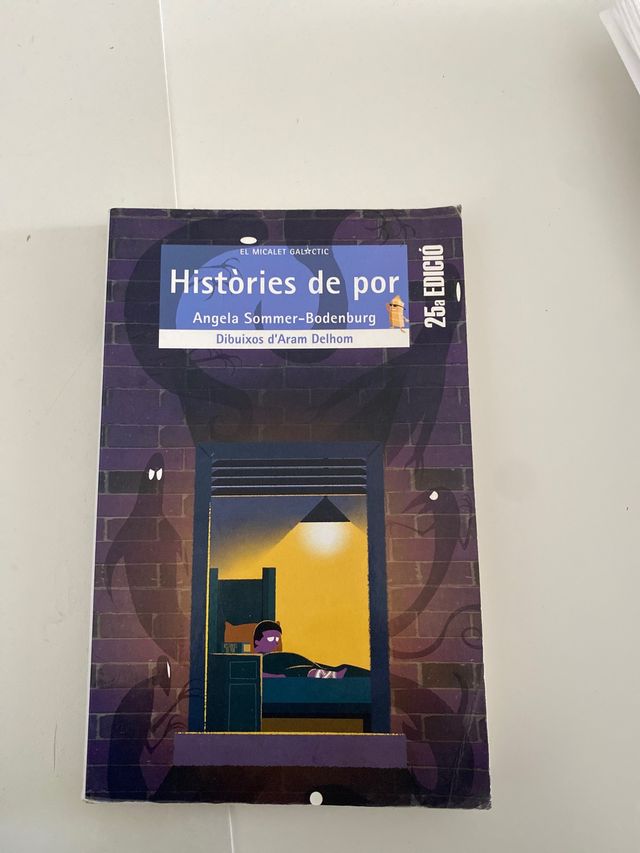 EL MICALET GALÀCTIC
Històries de por
Angela Sommer-Bodenburg
Dibuixos d'Aram Delhom
25a EDICIÓ